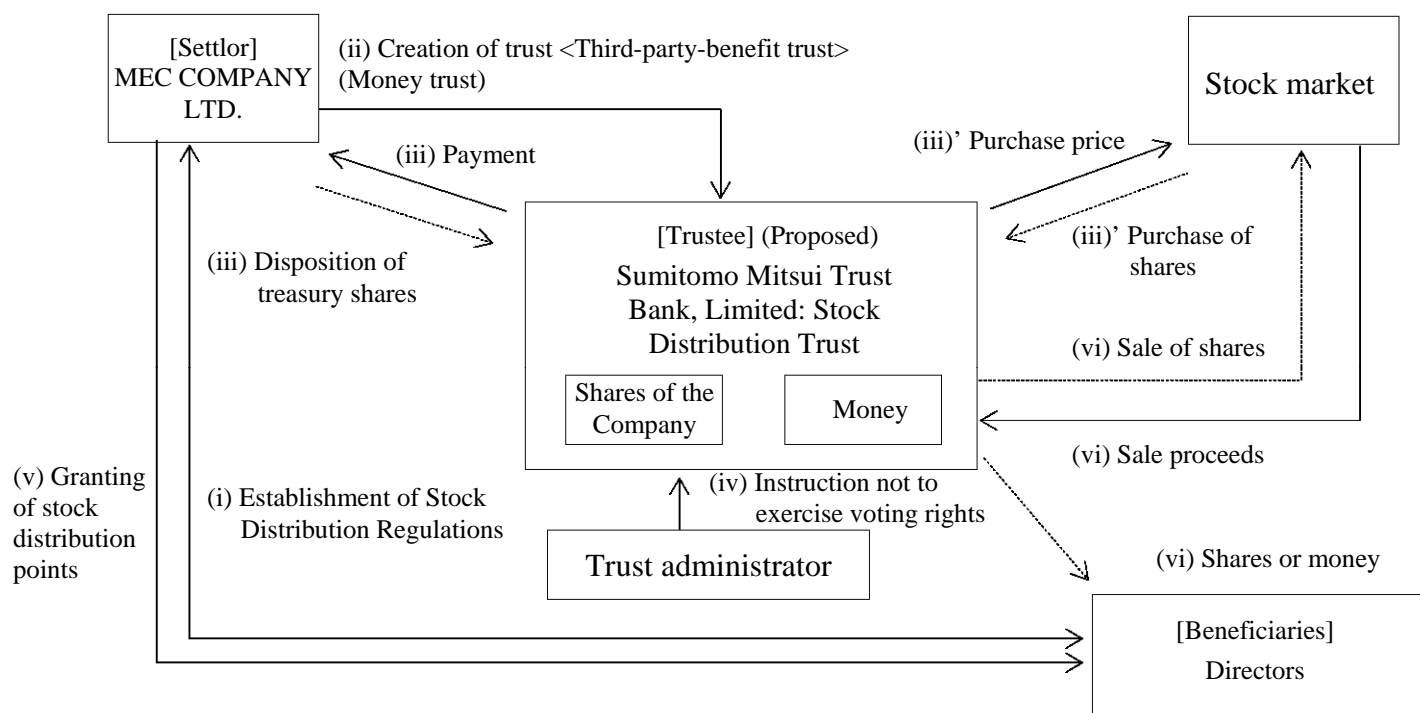 [Settlor]
MEC COMPANY
LTD.
(ii) Creation of trust <Third-party-benefit trust>
(Money trust)
Stock market
(iii) Payment
(iii)’ Purchase price
(iii) Disposition of
treasury shares
[Trustee] (Proposed)
Sumitomo Mitsui Trust
Bank, Limited: Stock
Distribution Trust
Shares of the
Company
Money
(iii)’ Purchase of
shares
(vi) Sale of shares
(vi) Sale proceeds
(v) Granting
of stock
distribution
points
(i) Establishment of Stock
Distribution Regulations
(iv) Instruction not to
exercise voting rights
Trust administrator
(vi) Shares or money
[Beneficiaries]
Directors